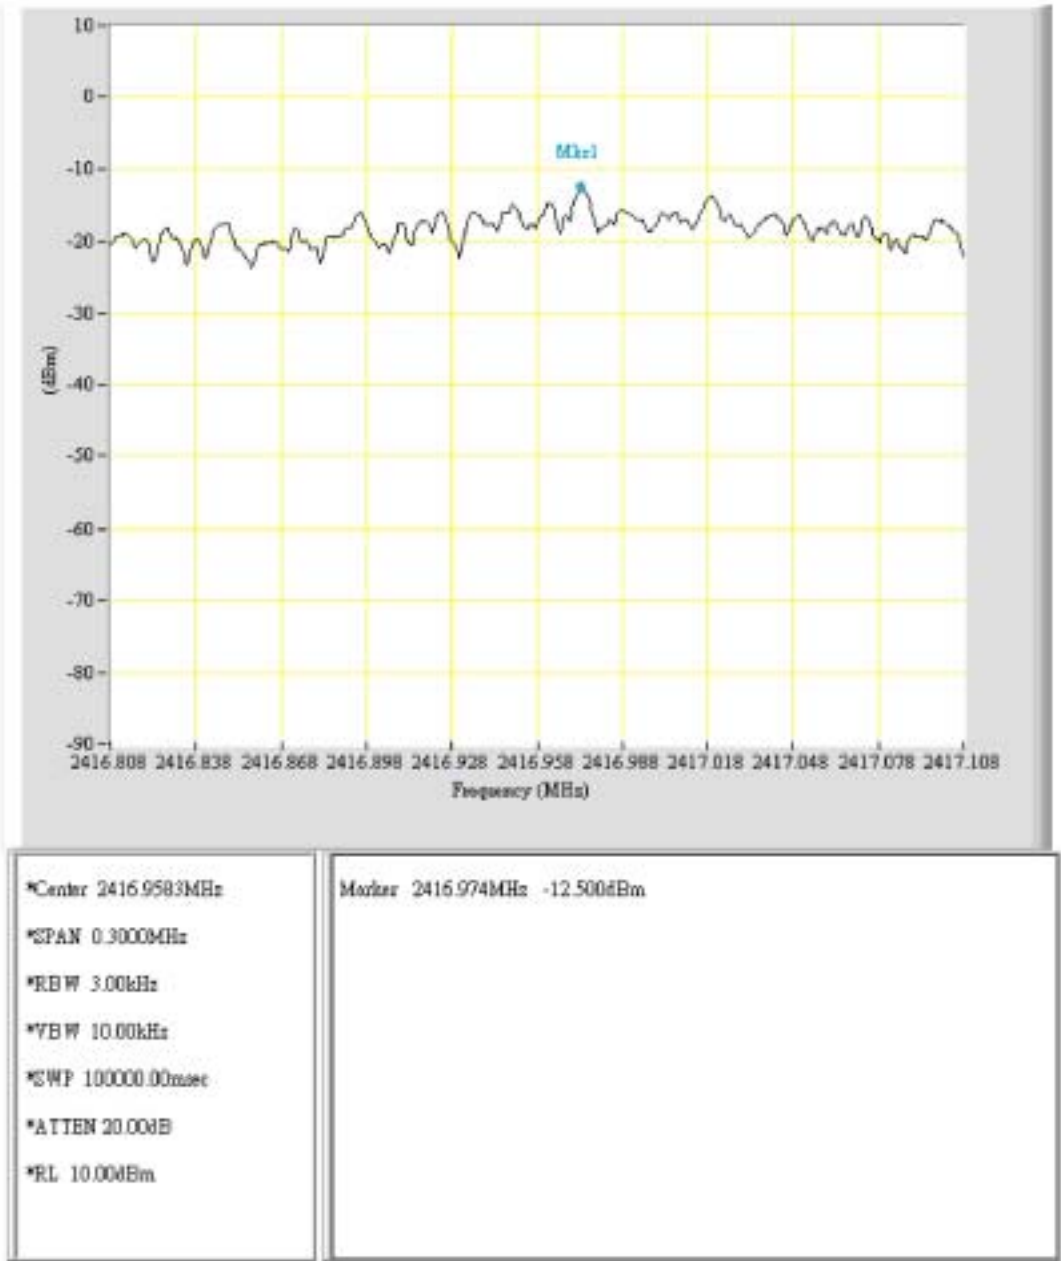 10
0
-10
-20
-30
-40
-50
-60
-70
-80
-90
(dBm)
Mkr1
2416.808 2416.838 2416.868 2416.898 2416.928 2416.958 2416.988 2417.018 2417.048 2417.078 2417.108
Frequency (MHz)
*Center 2416.9583MHz
*SPAN 0.3000MHz
*RBW 3.00kHz
*VBW 10.00kHz
*SWP 100000.00msec
*ATTEN 20.00dB
*RL 10.00dBm
Marker 2416.974MHz -12.500dBm